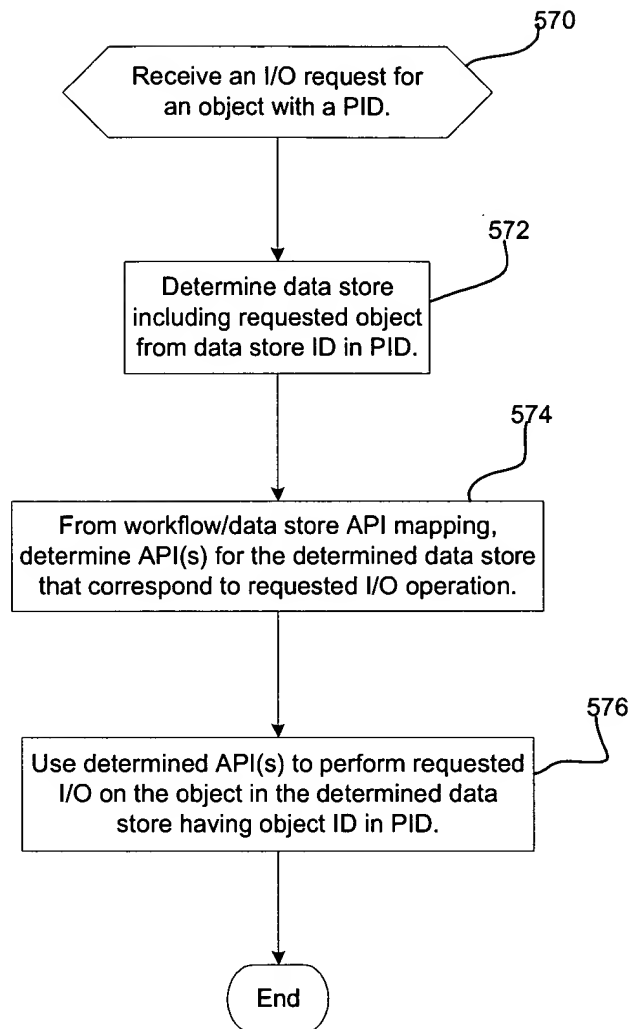 570
Receive an I/O request for
an object with a PID.
572
Determine data store
including requested object
from data store ID in PID.
574
From workflow/data store API mapping,
determine API(s) for the determined data store
that correspond to requested I/O operation.
576
Use determined API(s) to perform requested
I/O on the object in the determined data
store having object ID in PID.
End